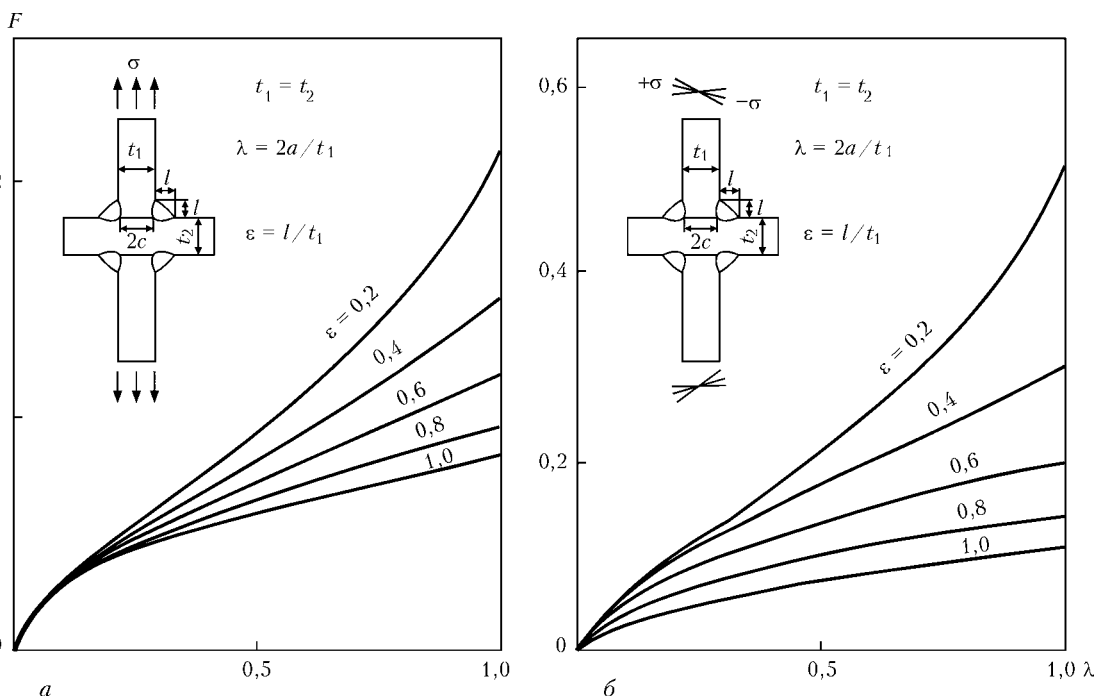 F
σ
t₁ = t₂
λ = 2a/t₁
t₁
l
l
2c
t₂
ε = l/t₁
ε = 0,2
0,4
0,6
0,8
1,0
0,5
1,0
а
0,6
0,4
0,2
0
+σ
−σ
t₁ = t₂
λ = 2a/t₁
t₁
l
l
2c
t₂
ε = l/t₁
ε = 0,2
0,4
0,6
0,8
1,0
0,5
1,0 λ
б